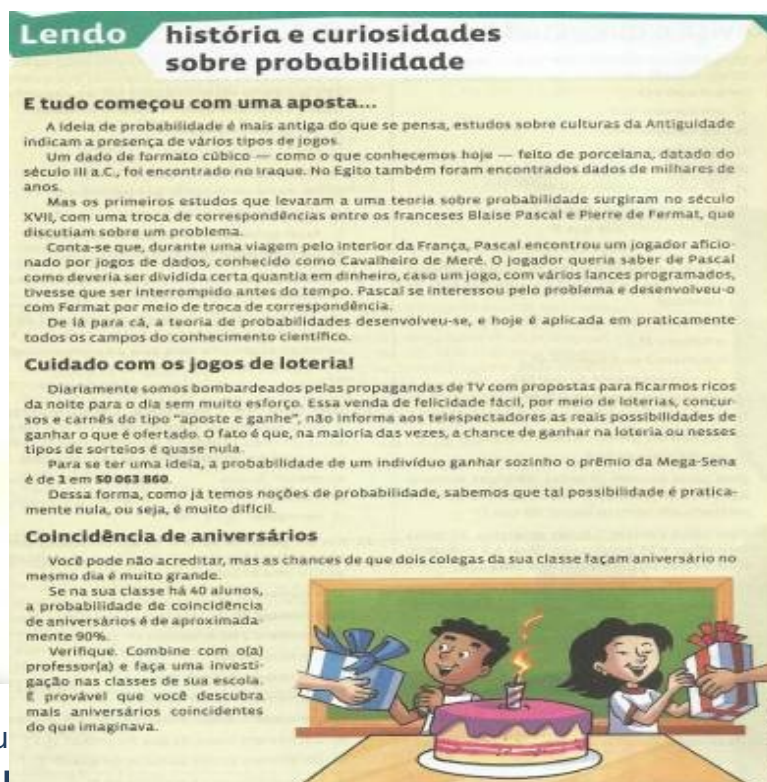 Lendo
história e curiosidades
sobre probabilidade
E tudo começou com uma aposta...
A ideia de probabilidade é mais antiga do que se pensa, estudos sobre culturas da Antiguidade
indicam a presença de vários tipos de jogos.
Um dado de formato cúbico — como o que conhecemos hoje — feito de porcelana, datado do
século III a.C., foi encontrado no Iraque. No Egito também foram encontrados dados de milhares de
anos.
Mas os primeiros estudos que levaram a uma teoria sobre probabilidade surgiram no século
XVII, com uma troca de correspondências entre os franceses Blaise Pascal e Pierre de Fermat, que
discutiam sobre um problema.
Conta-se que, durante uma viagem pelo interior da França, Pascal encontrou um jogador aficio-
nado por jogos de dados, conhecido como Cavalheiro de Meré. O jogador queria saber de Pascal
como deveria ser dividida certa quantia em dinheiro, caso um jogo, com vários lances programados,
tivesse que ser interrompido antes do tempo. Pascal se interessou pelo problema e desenvolveu-o
com Fermat por meio de troca de correspondência.
De lá para cá, a teoria de probabilidades desenvolveu-se, e hoje é aplicada em praticamente
todos os campos do conhecimento científico.
Cuidado com os jogos de loteria!
Diariamente somos bombardeados pelas propagandas de TV com propostas para ficarmos ricos
da noite para o dia sem muito esforço. Essa venda de felicidade fácil, por meio de loterias, concur-
sos e carnês do tipo "aposte e ganhe", não informa aos telespectadores as reais possibilidades de
ganhar o que é ofertado. O fato é que, na maioria das vezes, a chance de ganhar na loteria ou nesses
tipos de sorteios é quase nula.
Para se ter uma ideia, a probabilidade de um indivíduo ganhar sozinho o prêmio da Mega-Sena
é de 1 em 50 063 860.
Dessa forma, como já temos noções de probabilidade, sabemos que tal possibilidade é pratica-
mente nula, ou seja, é muito difícil.
Coincidência de aniversários
Você pode não acreditar, mas as chances de que dois colegas da sua classe façam aniversário no
mesmo dia é muito grande.
Se na sua classe há 40 alunos,
a probabilidade de coincidência
de aniversários é de aproximada-
mente 90%.
Verifique. Combine com o(a)
professor(a) e faça uma investi-
gação nas classes de sua escola.
É provável que você descubra
mais aniversários coincidentes
do que imaginava.